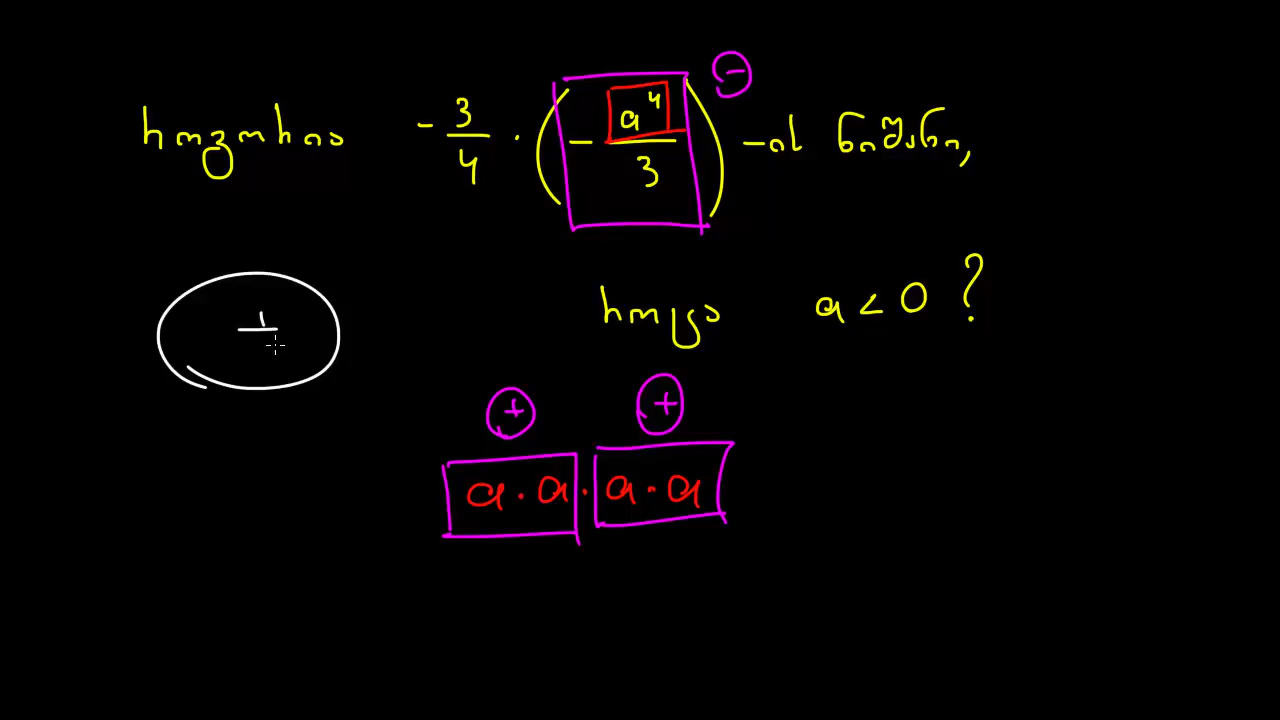 როგორია -3/4 · (-a⁴/3) -ის ნიშანი,
როცა a < 0 ?
a · a · a · a
+ +
-
+